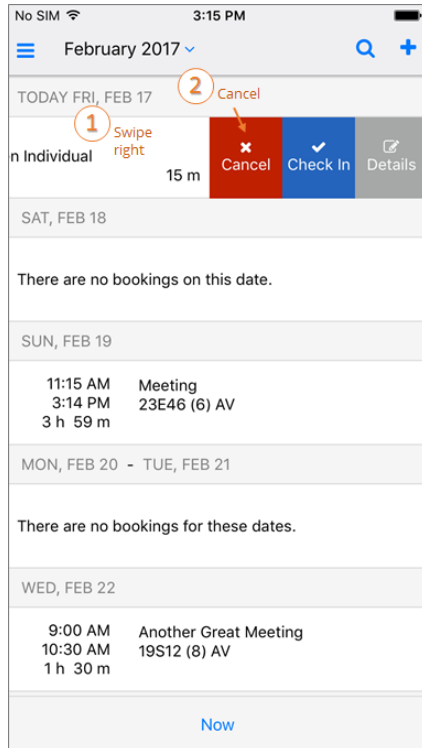 No SIM 3:15 PM
February 2017
TODAY FRI, FEB 17
2 Cancel
1 Swipe
right
n Individual
15 m
Cancel Check In Details
SAT, FEB 18
There are no bookings on this date.
SUN, FEB 19
11:15 AM Meeting
3:14 PM 23E46 (6) AV
3 h 59 m
MON, FEB 20 - TUE, FEB 21
There are no bookings for these dates.
WED, FEB 22
9:00 AM Another Great Meeting
10:30 AM 19S12 (8) AV
1 h 30 m
Now